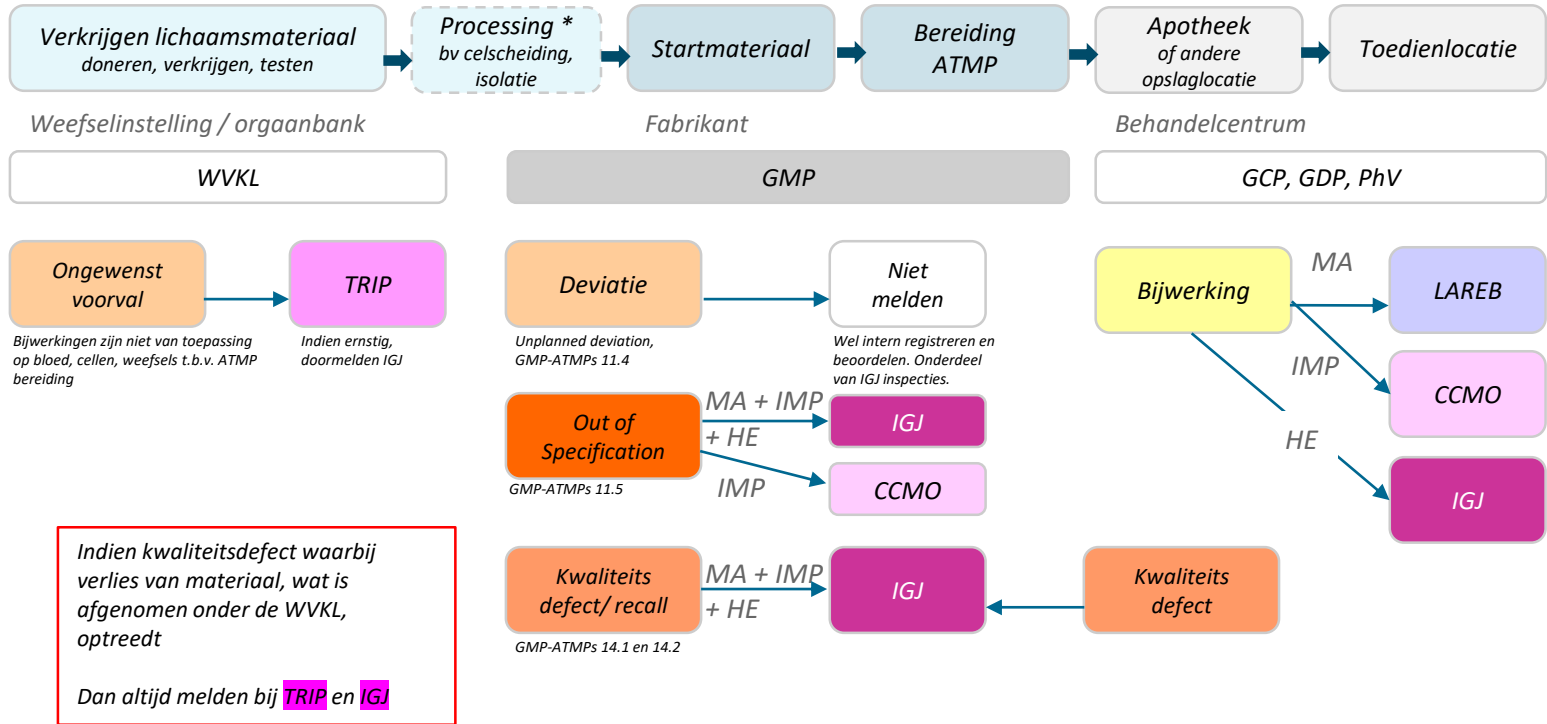 Verkrijgen lichaamsmateriaal
doneren, verkrijgen, testen
Processing *
bv celscheiding,
isolatie
Startmateriaal
Bereiding
ATMP
Apotheek
of andere
opslaglocatie
Toedienlocatie
Weefselinstelling / orgaanbank
Fabrikant
Behandelcentrum
WVKL
GMP
GCP, GDP, PhV
Ongewenst
voorval
TRIP
Bijwerkingen zijn niet van toepassing
op bloed, cellen, weefsels t.b.v. ATMP
bereiding
Indien ernstig,
doormelden IGJ
Deviatie
Niet
melden
Unplanned deviation,
GMP-ATMPs 11.4
Wel intern registreren en
beoordelen. Onderdeel
van IGJ inspecties.
Out of
Specification
MA + IMP
+ HE
IGJ
IMP
CCMO
GMP-ATMPs 11.5
Kwaliteits
defect/ recall
MA + IMP
+ HE
IGJ
Kwaliteits
defect
GMP-ATMPs 14.1 en 14.2
Bijwerking
MA
LAREB
IMP
CCMO
HE
IGJ
Indien kwaliteitsdefect waarbij
verlies van materiaal, wat is
afgenomen onder de WVKL,
optreedt
Dan altijd melden bij TRIP en IGJ